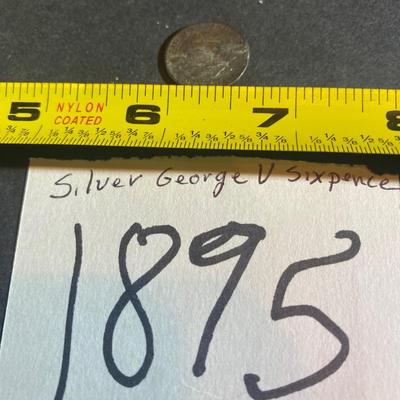 5 NYLON 6 7 8
COATED
Silver George V Sixpence
1895